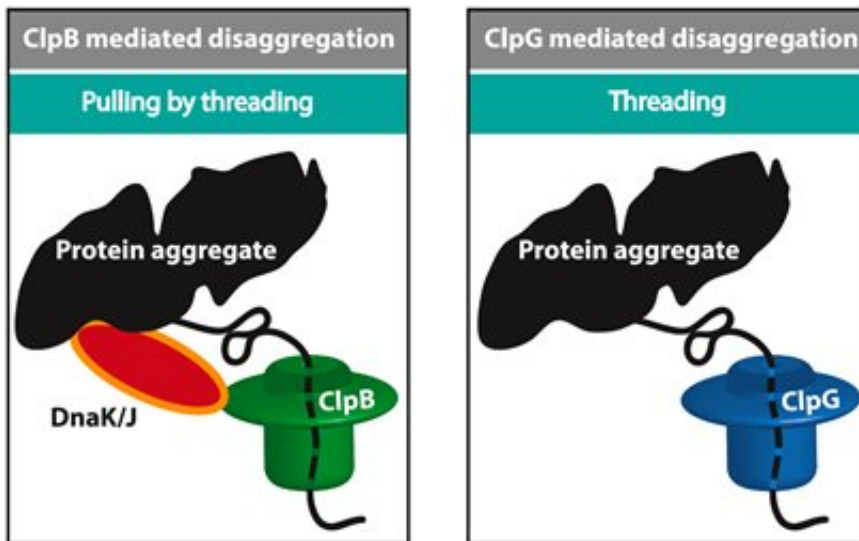 ClpB mediated disaggregation
Pulling by threading
Protein aggregate
DnaK/J
ClpB
ClpG mediated disaggregation
Threading
Protein aggregate
ClpG